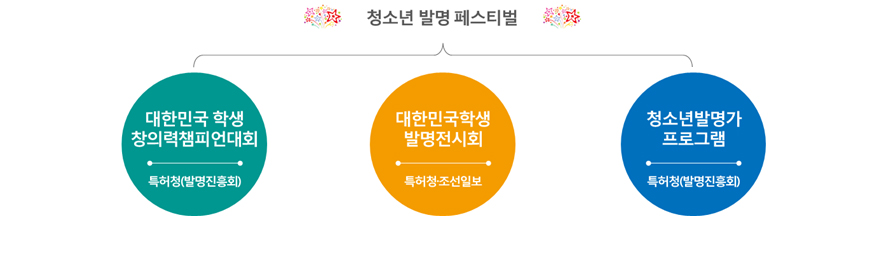 청소년 발명 페스티벌
대한민국 학생
창의력챔피언대회
특허청(발명진흥회)
대한민국학생
발명전시회
특허청·조선일보
청소년발명가
프로그램
특허청(발명진흥회)